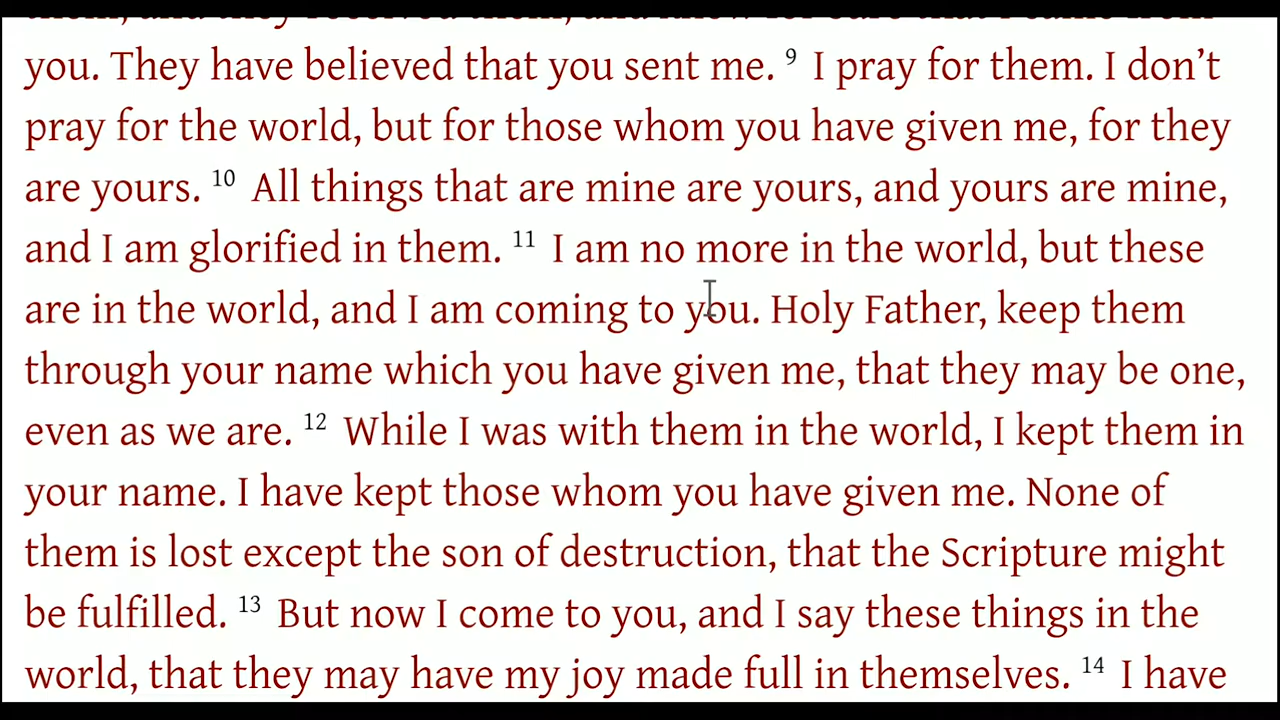 you. They have believed that you sent me. 9 I pray for them. I don’t
pray for the world, but for those whom you have given me, for they
are yours. 10 All things that are mine are yours, and yours are mine,
and I am glorified in them. 11 I am no more in the world, but these
are in the world, and I am coming to you. Holy Father, keep them
through your name which you have given me, that they may be one,
even as we are. 12 While I was with them in the world, I kept them in
your name. I have kept those whom you have given me. None of
them is lost except the son of destruction, that the Scripture might
be fulfilled. 13 But now I come to you, and I say these things in the
world, that they may have my joy made full in themselves. 14 I have